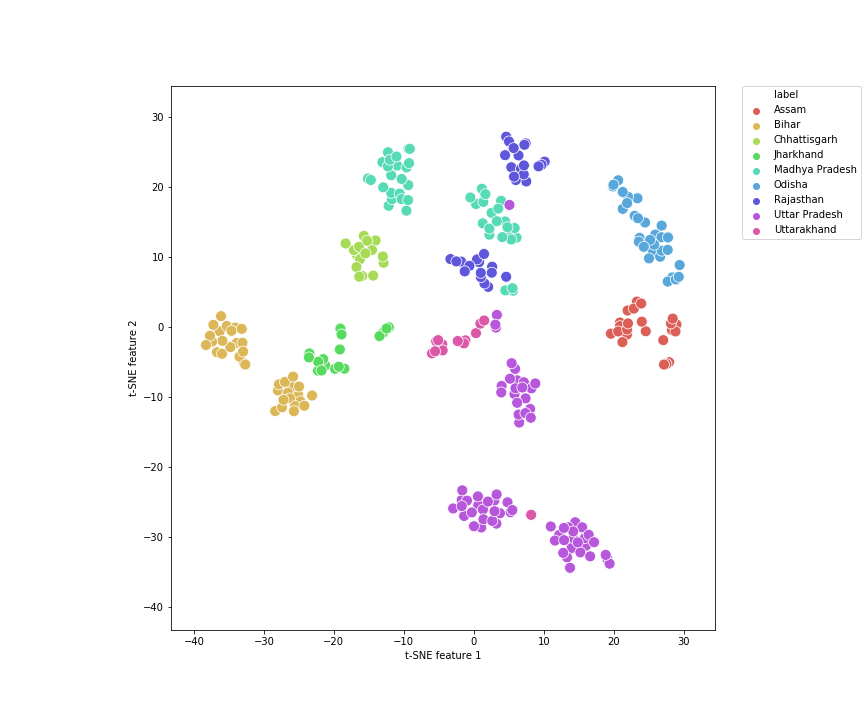 label
Assam
Bihar
Chhattisgarh
Jharkhand
Madhya Pradesh
Odisha
Rajasthan
Uttar Pradesh
Uttarakhand
30
20
10
0
−10
−20
−30
−40
t-SNE feature 2
−40 −30 −20 −10 0 10 20 30
t-SNE feature 1